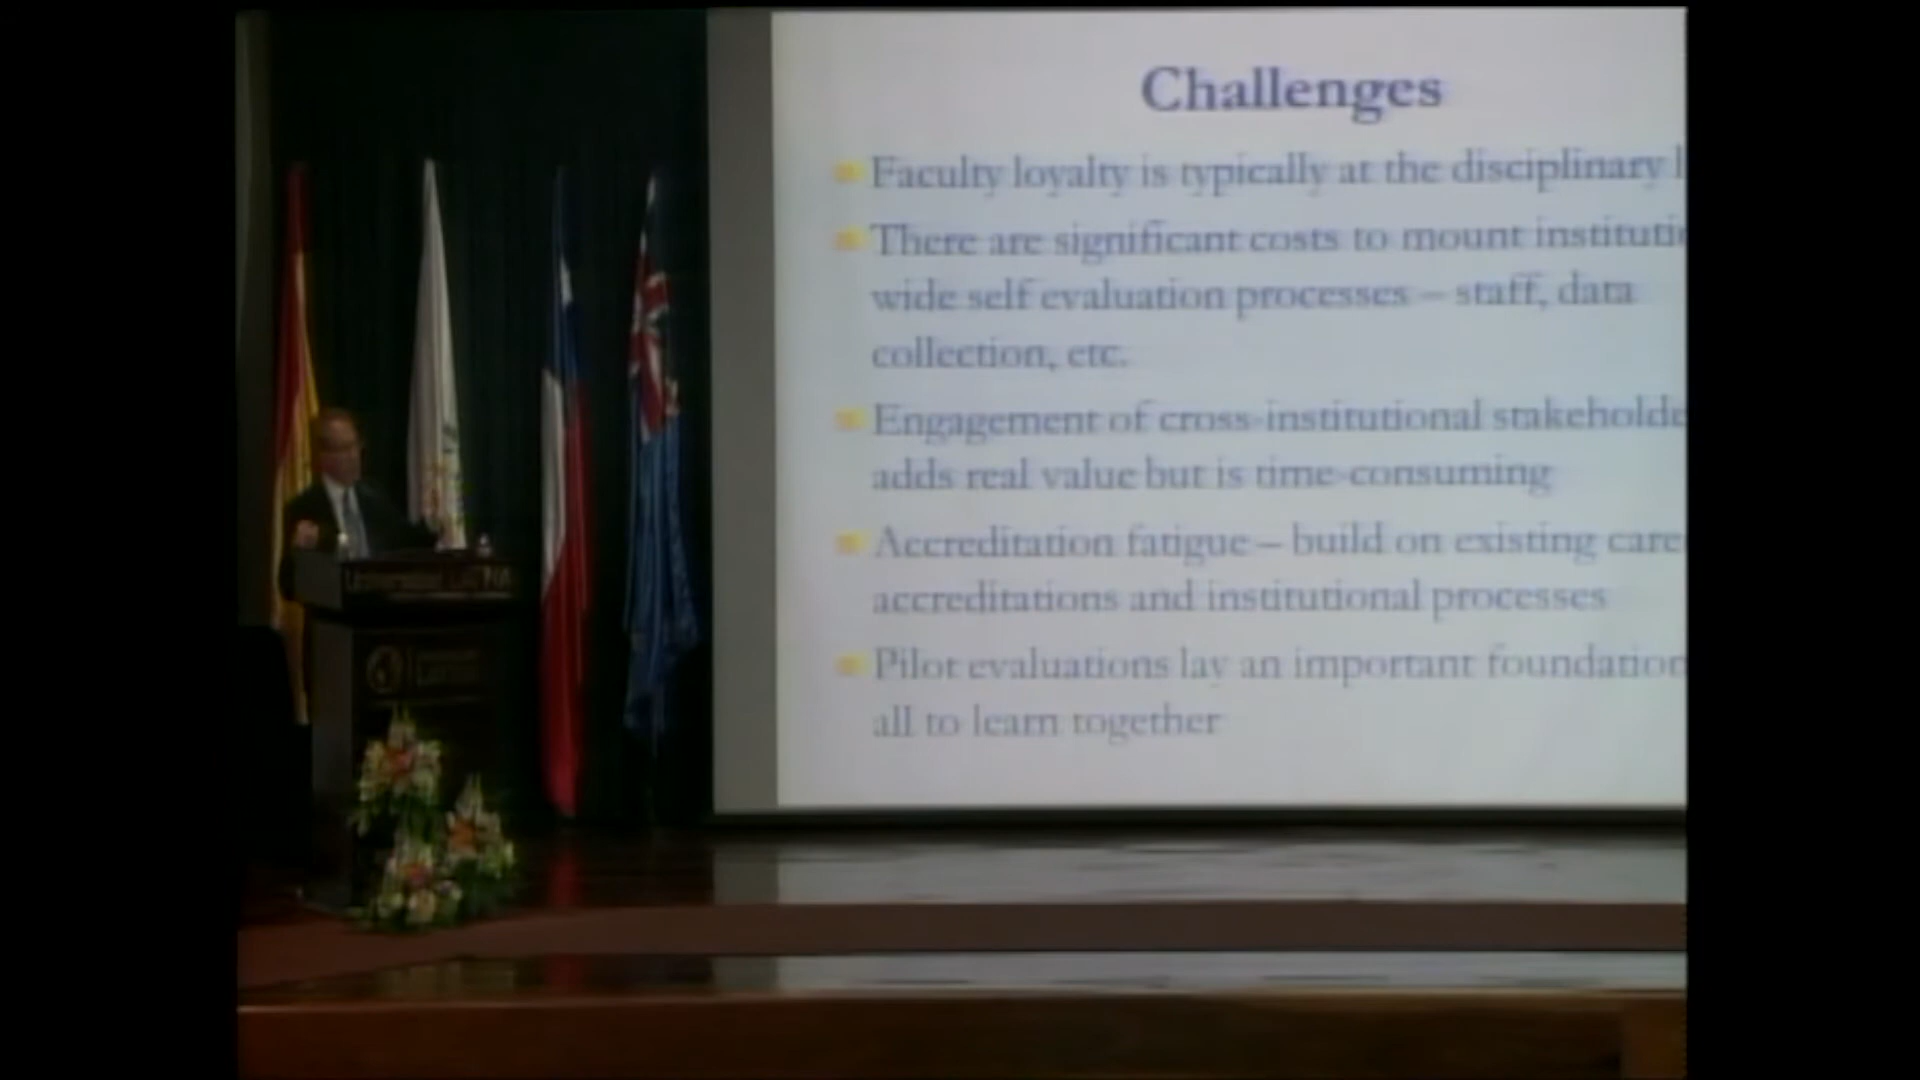 Challenges
Faculty loyalty is typically at the disciplinary l
There are significant costs to mount instituti
wide self evaluation processes – staff, data
collection, etc.
Engagement of cross-institutional stakeholde
adds real value but is time-consuming
Accreditation fatigue – build on existing care
accreditations and institutional processes
Pilot evaluations lay an important foundation
all to learn together
Universidad